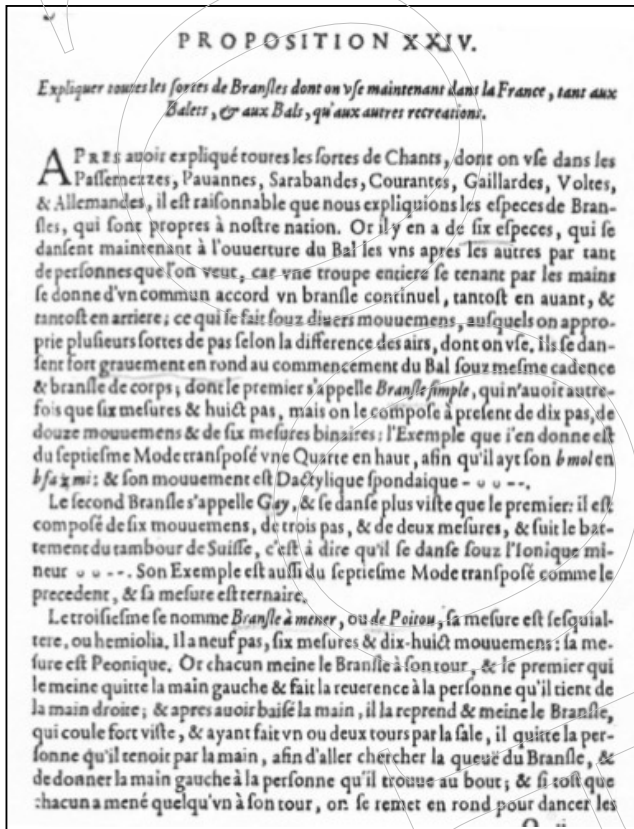 PROPOSITION XXIV.
Expliquer toutes les sortes de Bransles dont on vse maintenant dans la France, tant aux
Balets, & aux Bals, qu'aux autres recreations.
APRES auoir expliqué toutes les sortes de Chants, dont on vse dans les
Passemezzes, Pauannes, Sarabandes, Courantes, Gaillardes, Voltes,
& Allemandes, il est raisonnable que nous expliquions les especes de Bran-
sles, qui sont propres à nostre nation. Or il y en a de six especes, qui se
dansent maintenant à l'ouuerture du Bal les vns apres les autres par tant
de personnes que l'on veut, car vne troupe entiere se tenant par les mains
se donne d'vn commun accord vn bransle continuel, tantost en auant, &
tantost en arriere; ce qui se fait souz diuers mouuemens, ausquels on appro-
prie plusieurs sortes de pas selon la difference des airs, dont on vse. Ils se dan-
sent fort grauement en rond au commencement du Bal souz mesme cadence
& bransle de corps; dont le premier s'appelle Bransle simple, qui n'auoit autre-
fois que six mesures & huict pas, mais on le compose à present de dix pas, de
douze mouuemens & de six mesures binaires: l'Exemple que i'en donne est
du septiesme Mode transposé vne Quarte en haut, afin qu'il ayt son b mol en
b fa ♮ mi: & son mouuement est Dactylique spondaique - ᴗ ᴗ - -.
Le second Bransle s'appelle Gay, & se danse plus viste que le premier: il est
composé de six mouuemens, de trois pas, & de deux mesures, & suit le bat-
tement du tambour de Suisse, c'est à dire qu'il se danse souz l'Ionique mi-
neur ᴗ ᴗ - -. Son Exemple est aussi du septiesme Mode transposé comme le
precedent, & sa mesure est ternaire.
Le troisiesme se nomme Bransle à mener, ou de Poitou, sa mesure est sesquial-
tere, ou hemiolia. Il a neuf pas, six mesures & dix-huict mouuemens: sa me-
sure est Peonique. Or chacun meine le Bransle à son tour, & le premier qui
le meine quitte la main gauche & fait la reuerence à la personne qu'il tient de
la main droite; & apres auoir baisé la main, il la reprend & meine le Bransle,
qui coule fort viste, & ayant fait vn ou deux tours par la sale, il quitte la per-
sonne qu'il tenoit par la main, afin d'aller chercher la queuë du Bransle, &
de donner la main gauche à la personne qu'il trouue au bout; & si tost que
chacun a mené quelqu'vn à son tour, on se remet en rond pour dancer les